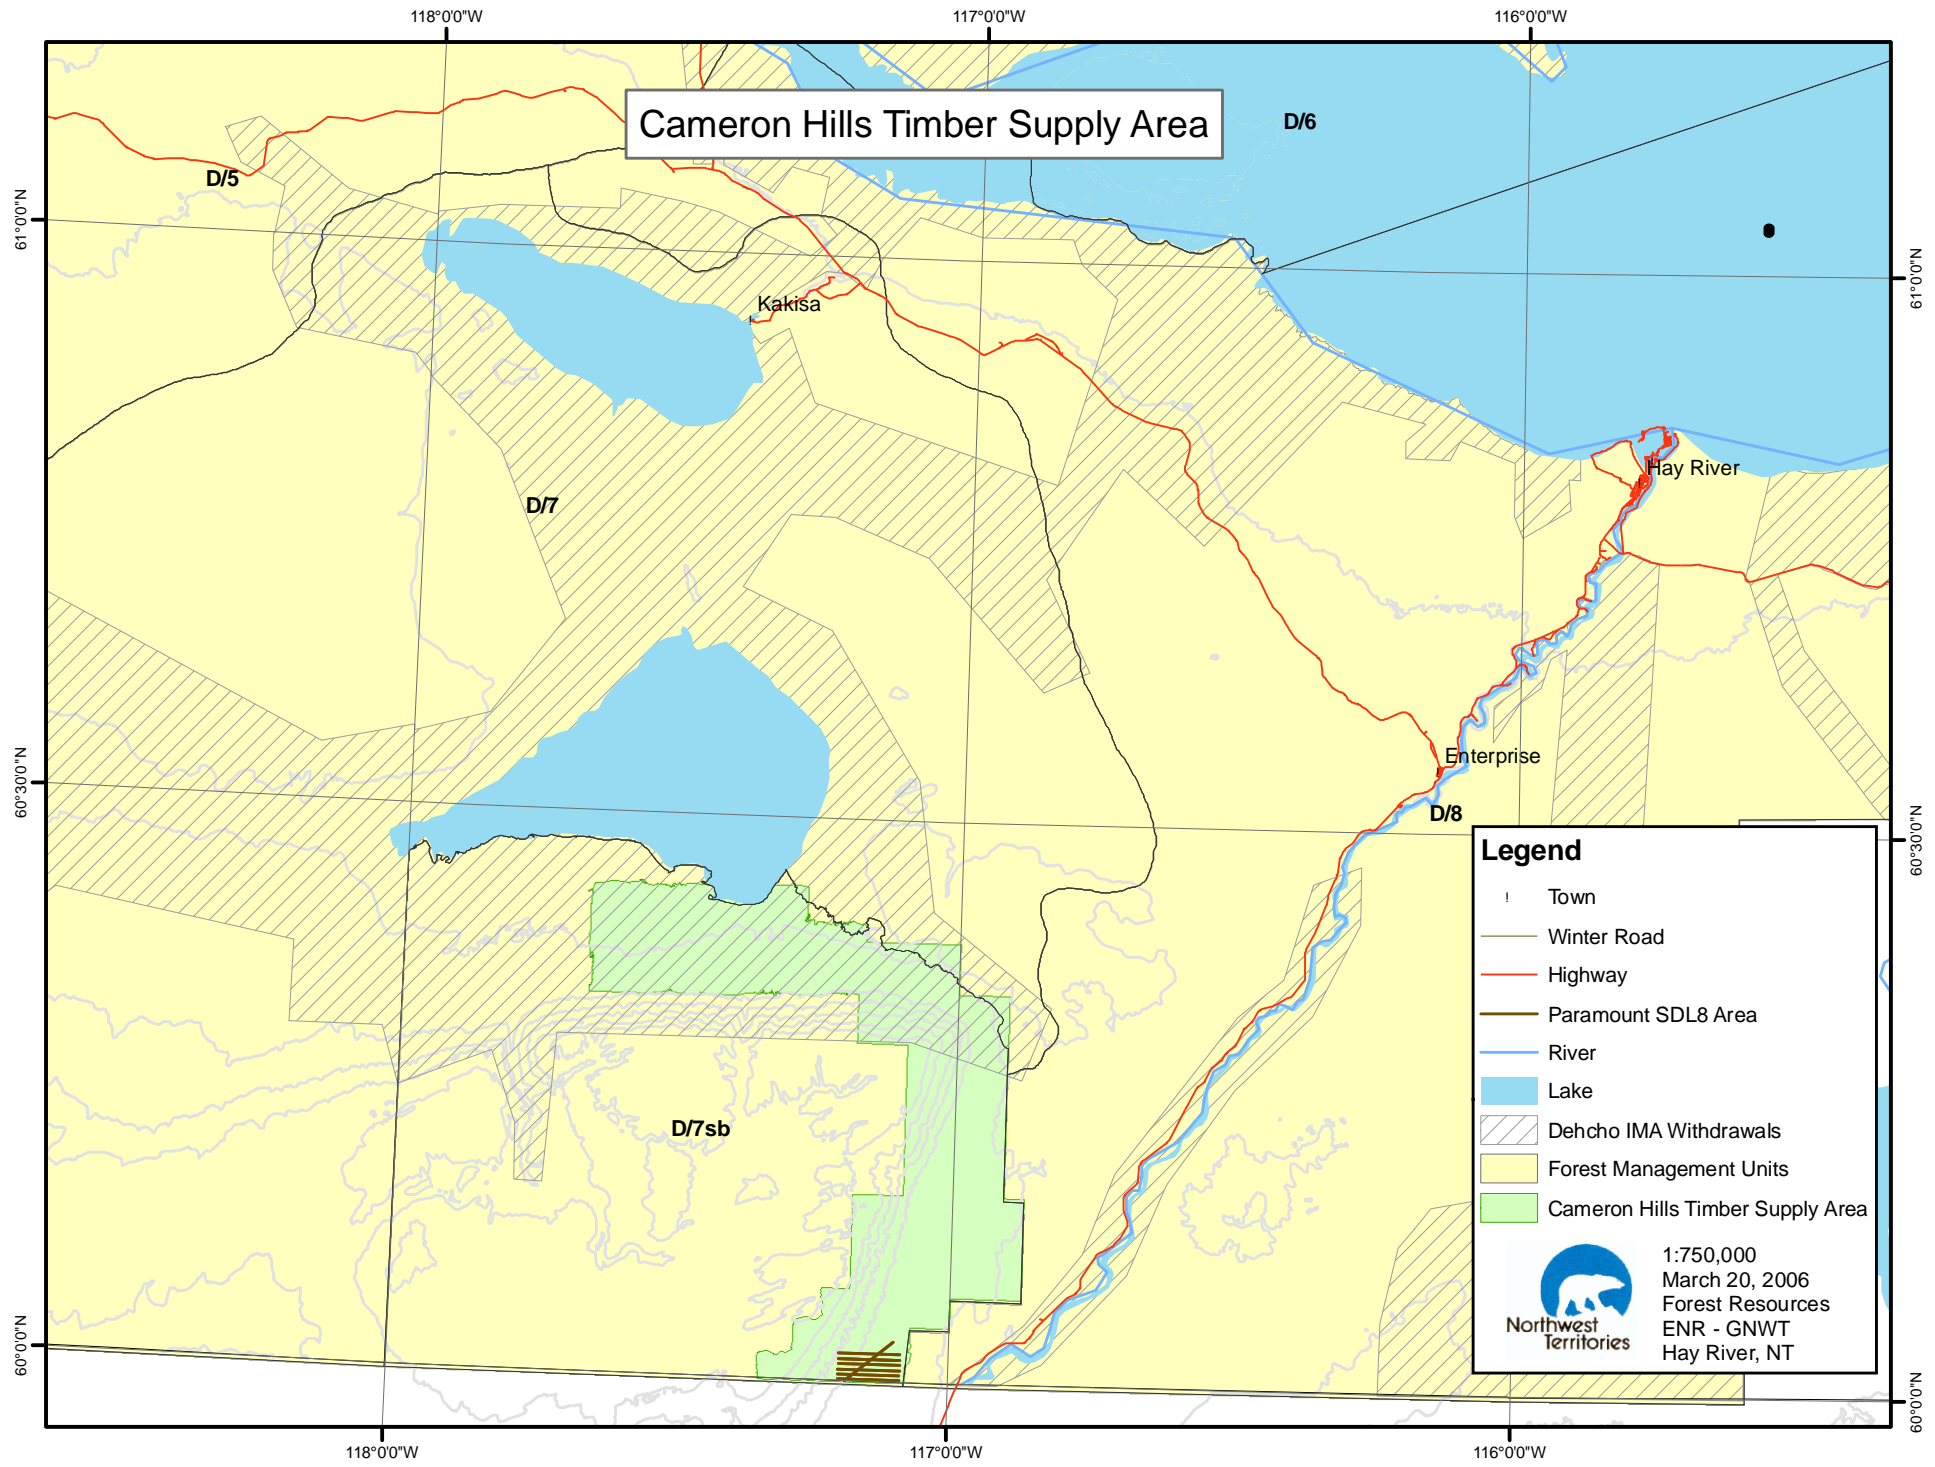 118°0'0"W
117°0'0"W
116°0'0"W
Cameron Hills Timber Supply Area
D/6
D/5
61°0'0"N
61°0'0"N
Kakisa
Hay River
D/7
Enterprise
60°30'0"N
D/8
60°30'0"N
Legend
Town
Winter Road
Highway
Paramount SDL8 Area
River
Lake
Dehcho IMA Withdrawals
D/7sb
Forest Management Units
Cameron Hills Timber Supply Area
1:750,000
March 20, 2006
Forest Resources
ENR - GNWT
Hay River, NT
Northwest
Territories
60°0'0"N
60°0'0"N
118°0'0"W
117°0'0"W
116°0'0"W